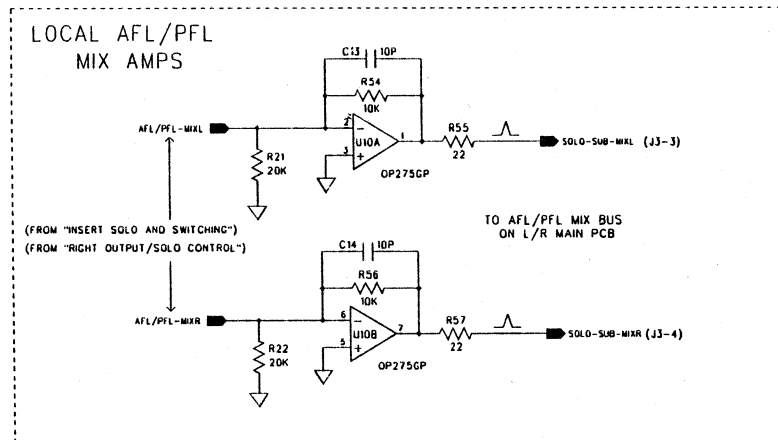 LOCAL AFL/PFL
MIX AMPS
C13
10P
R54
10K
AFL/PFL-MIXL
2
-
1
U10A
3
+
R55
22
SOLO-SUB-MIXL (J3-3)
R21
20K
OP275GP
(FROM "INSERT SOLO AND SWITCHING")
(FROM "RIGHT OUTPUT/SOLO CONTROL")
TO AFL/PFL MIX BUS
ON L/R MAIN PCB
C14
10P
R56
10K
AFL/PFL-MIXR
6
-
7
U10B
5
+
R57
22
SOLO-SUB-MIXR (J3-4)
R22
20K
OP275GP